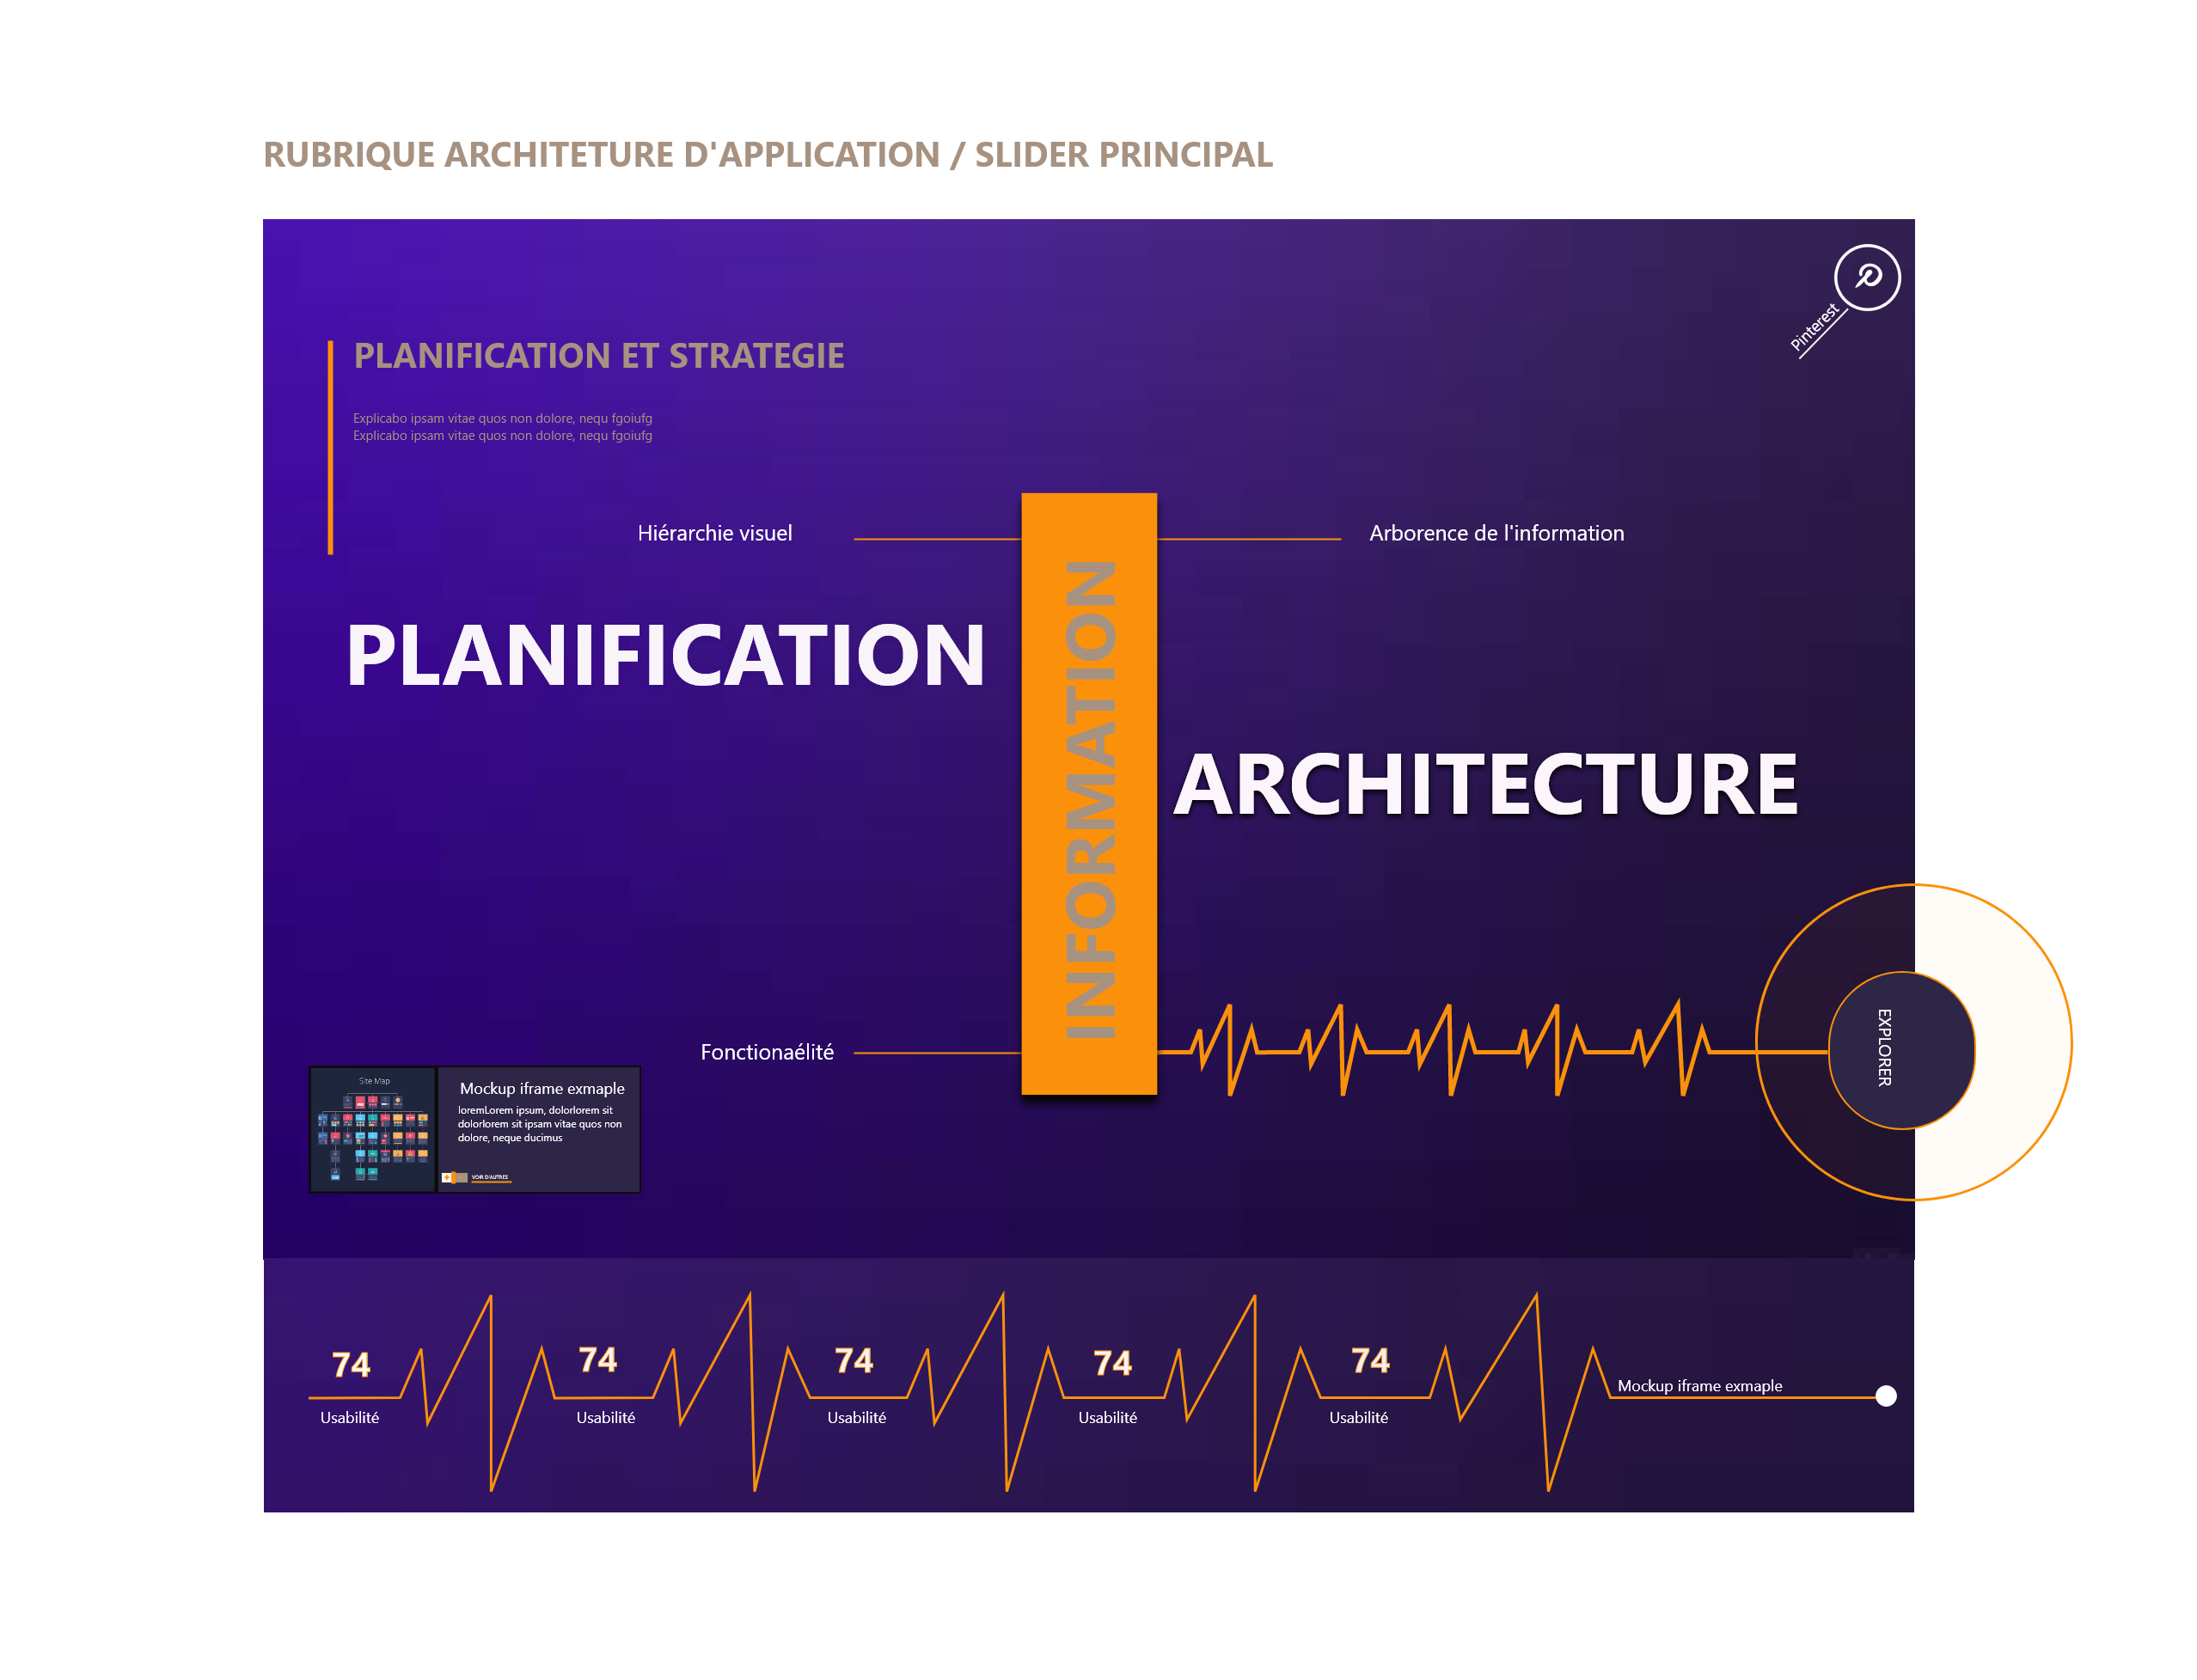 RUBRIQUE ARCHITETURE D'APPLICATION / SLIDER PRINCIPAL
Pinterest
PLANIFICATION ET STRATEGIE
Explicabo ipsam vitae quos non dolore, nequ fgoiufg
Explicabo ipsam vitae quos non dolore, nequ fgoiufg
Hiérarchie visuel
Arborence de l'information
PLANIFICATION
INFORMATION
ARCHITECTURE
Fonctionaélité
EXPLORER
Site Map
Mockup iframe exmaple
loremLorem ipsum, dolorlorem sit
dolorlorem sit ipsam vitae quos non
dolore, neque ducimus
VOIR D'AUTRES
74
74
74
74
74
Mockup iframe exmaple
Usabilité
Usabilité
Usabilité
Usabilité
Usabilité